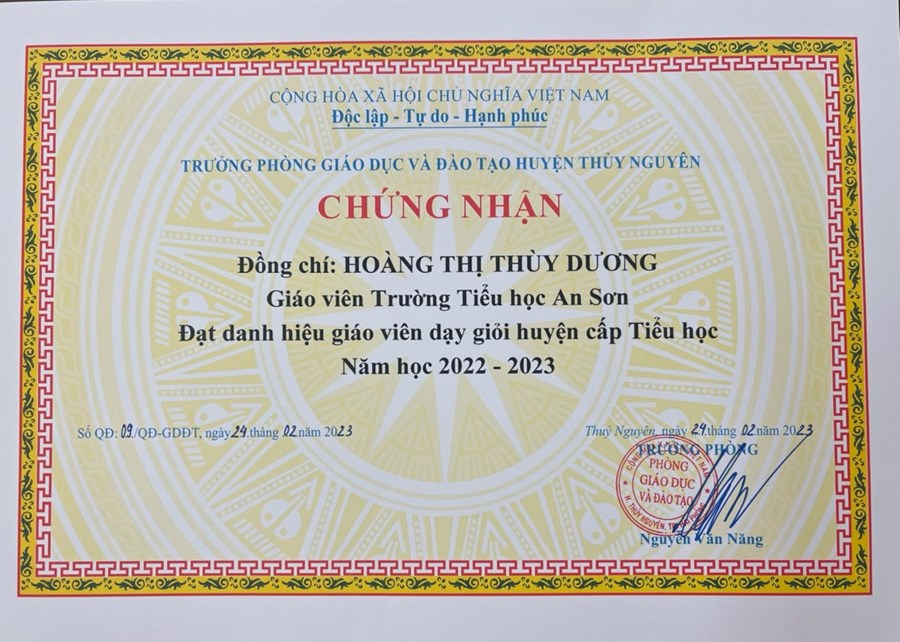 CỘNG HÒA XÃ HỘI CHỦ NGHĨA VIỆT NAM
Độc lập - Tự do - Hạnh phúc
TRƯỞNG PHÒNG GIÁO DỤC VÀ ĐÀO TẠO HUYỆN THỦY NGUYÊN
CHỨNG NHẬN
Đồng chí: HOÀNG THỊ THÙY DƯƠNG
Giáo viên Trường Tiểu học An Sơn
Đạt danh hiệu giáo viên dạy giỏi huyện cấp Tiểu học
Năm học 2022 - 2023
Số QĐ: 09/QĐ-GDĐT, ngày 24 tháng 02 năm 2023
Thuỷ Nguyên, ngày 24 tháng 02 năm 2023
TRƯỞNG PHÒNG
PHÒNG
GIÁO DỤC
VÀ ĐÀO TẠO
H. THỦY NGUYÊN, TP.
Nguyễn Văn Năng